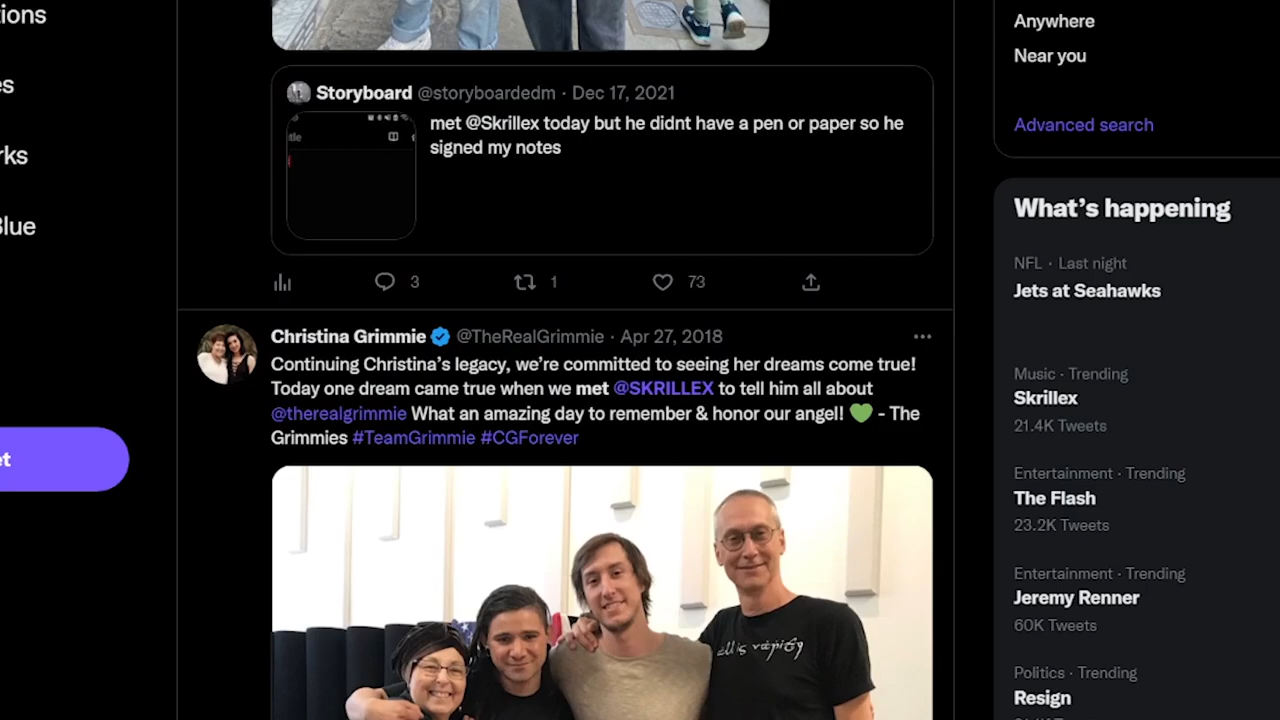 tions
es
rks
Blue
et
Storyboard @storyboardedm · Dec 17, 2021
met @Skrillex today but he didnt have a pen or paper so he
signed my notes
3
1
73
Christina Grimmie @TheRealGrimmie · Apr 27, 2018
Continuing Christina's legacy, we're committed to seeing her dreams come true!
Today one dream came true when we met @SKRILLEX to tell him all about
@therealgrimmie What an amazing day to remember & honor our angel! 💚 - The
Grimmies #TeamGrimmie #CGForever
Anywhere
Near you
Advanced search
What's happening
NFL · Last night
Jets at Seahawks
Music · Trending
Skrillex
21.4K Tweets
Entertainment · Trending
The Flash
23.2K Tweets
Entertainment · Trending
Jeremy Renner
60K Tweets
Politics · Trending
Resign